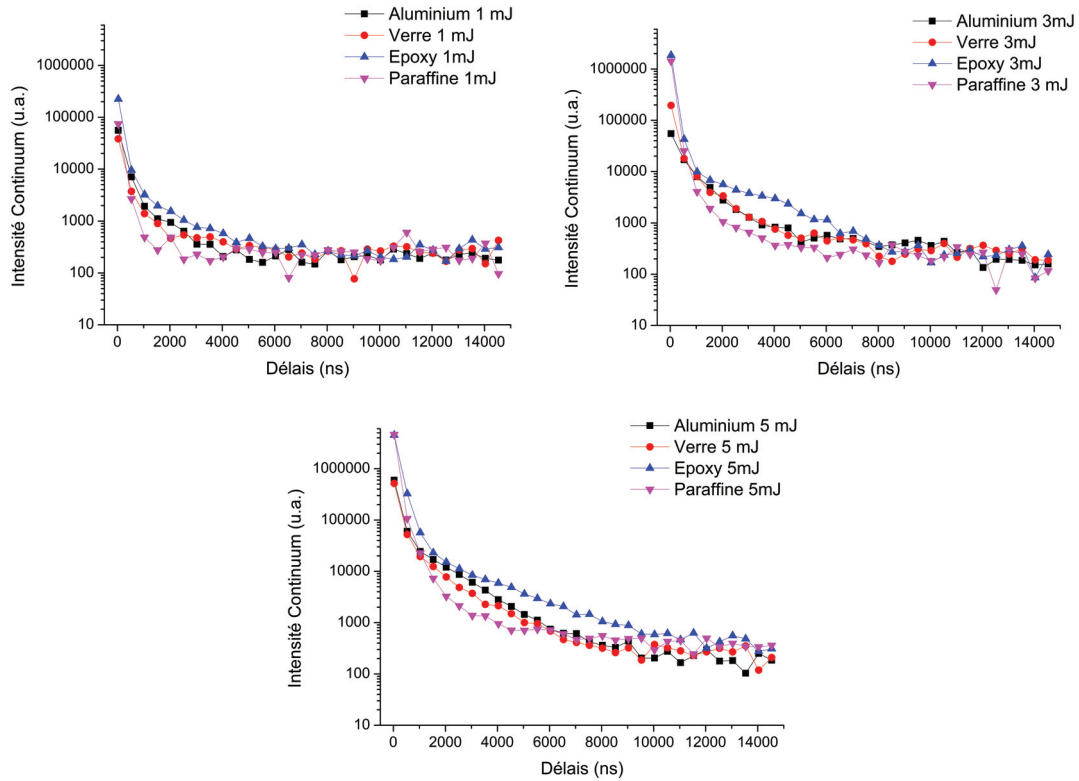 Aluminium 1 mJ
Verre 1 mJ
Epoxy 1mJ
Paraffine 1mJ
Intensité Continuum (u.a.)
1000000
100000
10000
1000
100
10
0 2000 4000 6000 8000 10000 12000 14000
Délais (ns)
Aluminium 3mJ
Verre 3mJ
Epoxy 3mJ
Paraffine 3 mJ
Intensité Continuum (u.a.)
1000000
100000
10000
1000
100
10
0 2000 4000 6000 8000 10000 12000 14000
Délais (ns)
Aluminium 5 mJ
Verre 5 mJ
Epoxy 5mJ
Paraffine 5mJ
Intensité Continuum (u.a.)
1000000
100000
10000
1000
100
10
0 2000 4000 6000 8000 10000 12000 14000
Délais (ns)